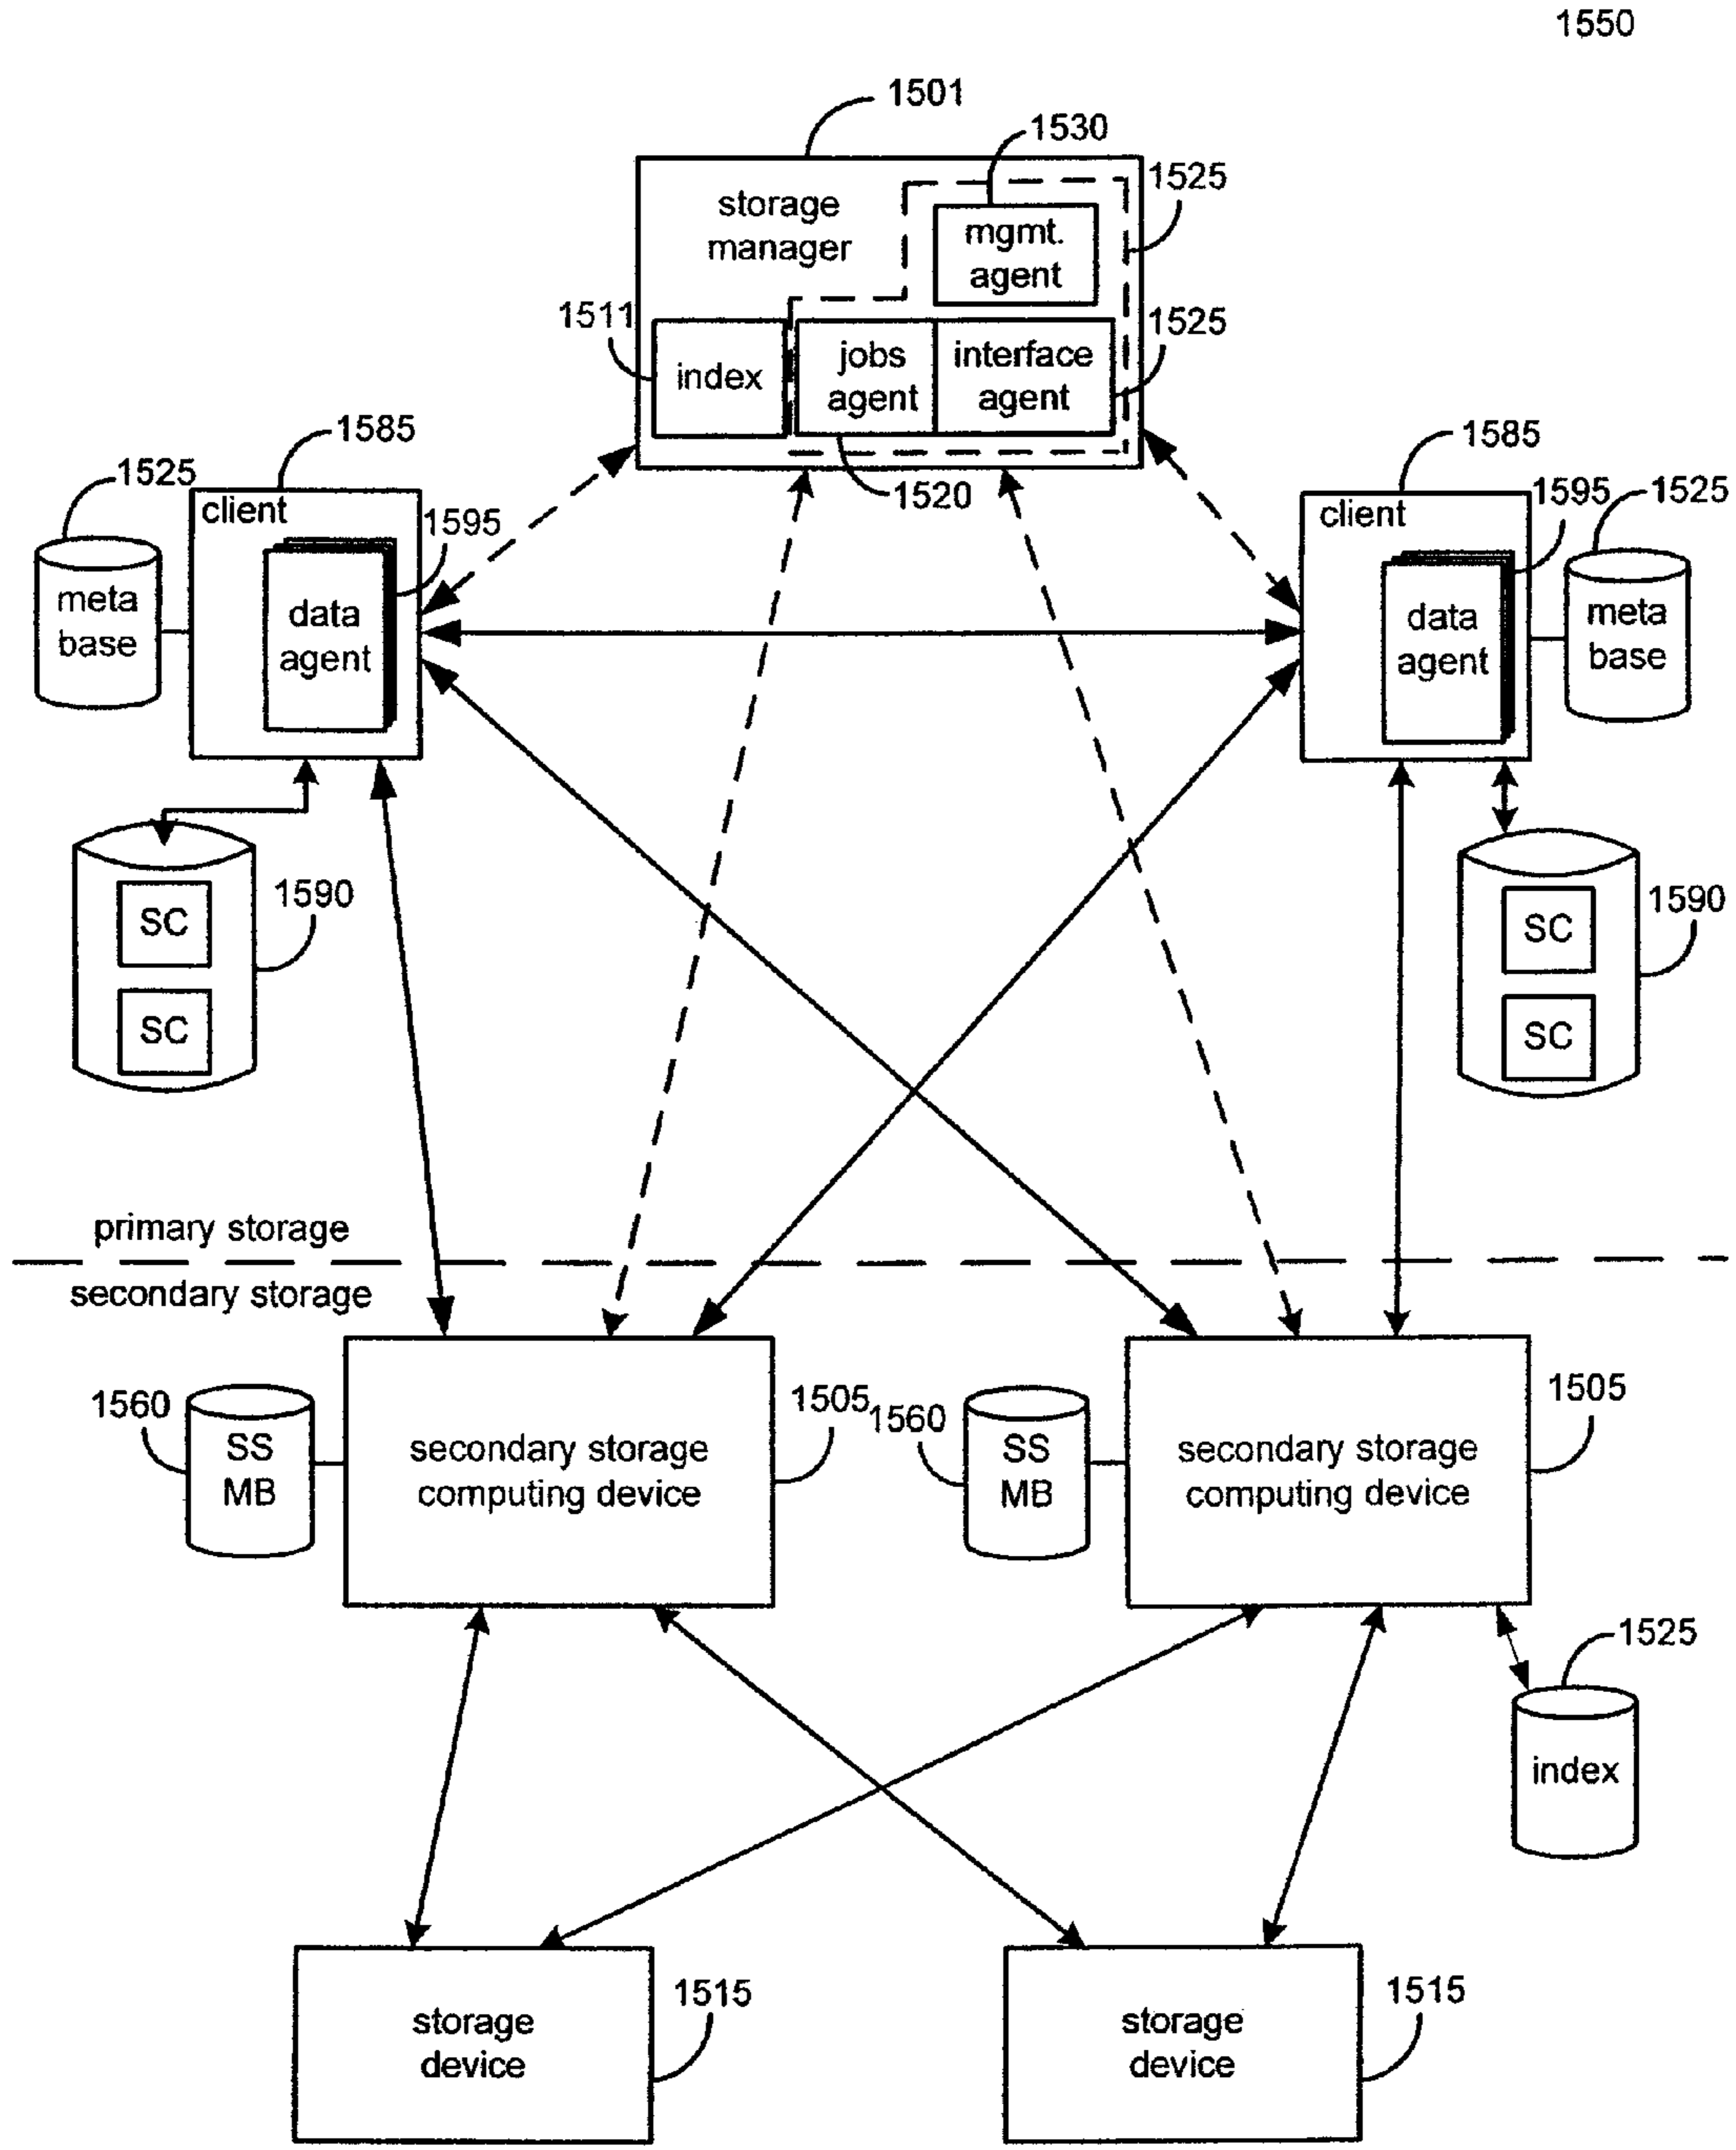 1550
1501
1530
1525
storage
manager
mgmt.
agent
1511
1525
index
jobs
agent
interface
agent
1520
1585
1525
client
1595
meta
base
data
agent
1585
client
1595
1525
data
agent
meta
base
SC
1590
SC
SC
1590
SC
primary storage
secondary storage
1560
SS
MB
secondary storage
computing device
1505
1560
SS
MB
secondary storage
computing device
1505
1525
index
storage
device
1515
storage
device
1515